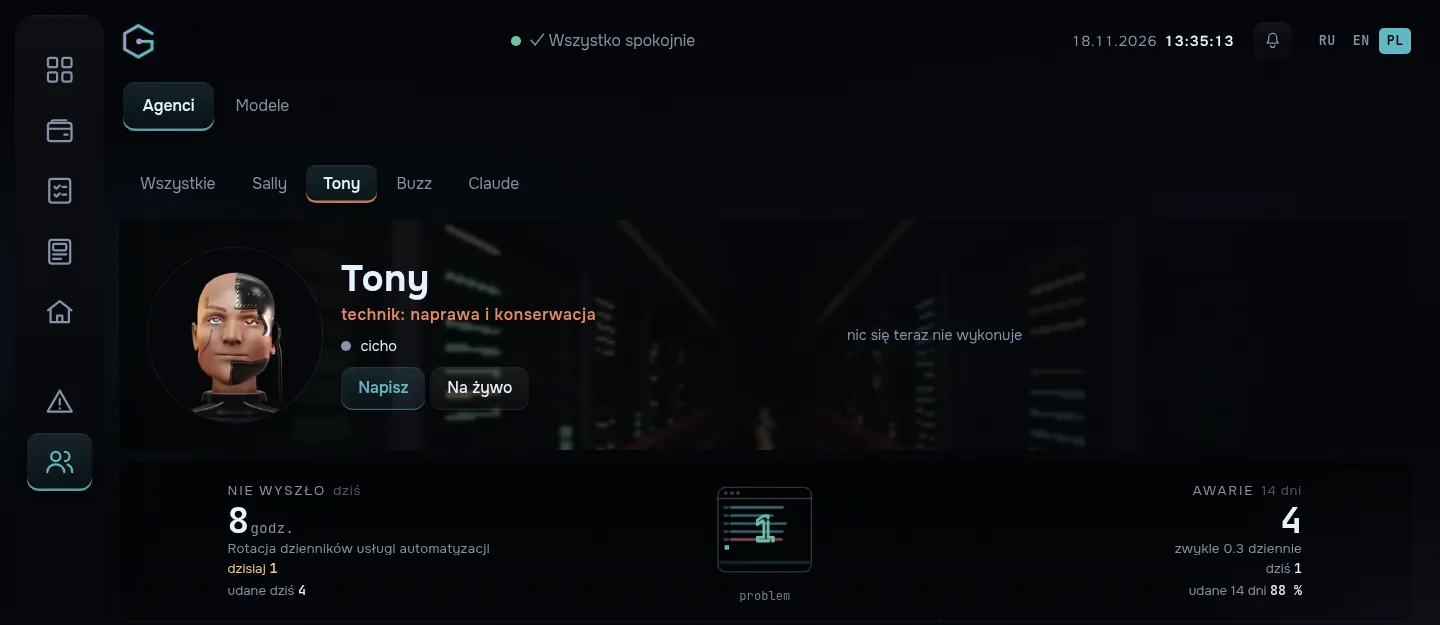 ✓ Wszystko spokojnie
18.11.2026 13:35:13
RU EN PL
Agenci Modele
Wszystkie Sally Tony Buzz Claude
Tony
technik: naprawa i konserwacja
cicho
Napisz Na żywo
nic się teraz nie wykonuje
NIE WYSZŁO dziś
8 godz.
Rotacja dzienników usługi automatyzacji
dzisiaj 1
udane dziś 4
1
problem
AWARIE 14 dni
4
zwykle 0.3 dziennie
dziś 1
udane 14 dni 88 %